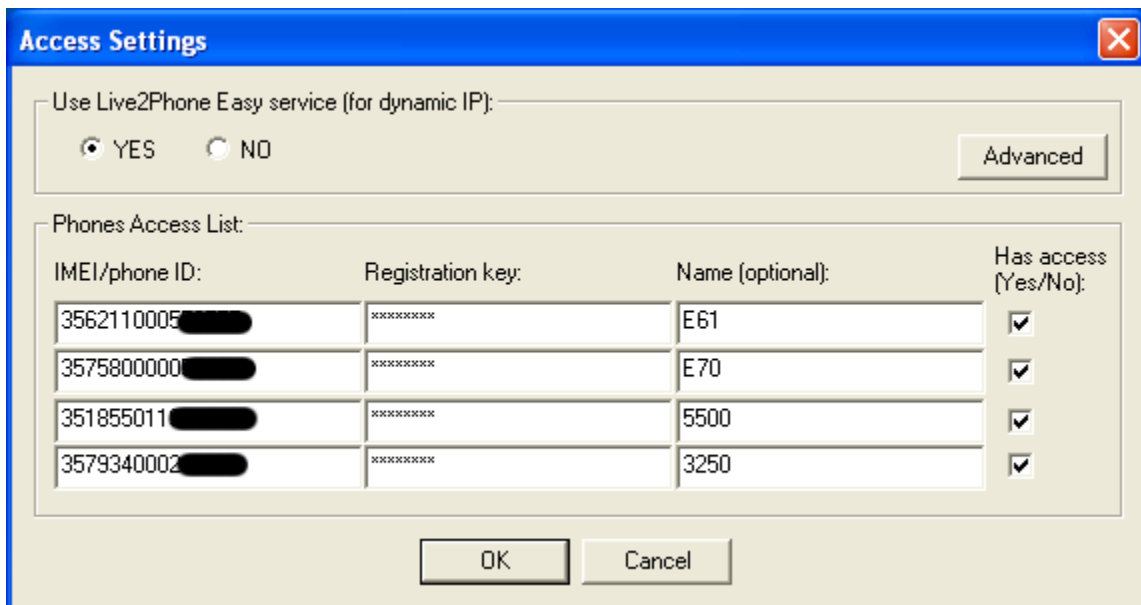 Access Settings
Use Live2Phone Easy service (for dynamic IP):
YES NO
Advanced
Phones Access List:
IMEI/phone ID: Registration key: Name (optional): Has access
(Yes/No):
356211000 ******** E61
3575800000 ******** E70
351855011 ******** 5500
3579340002 ******** 3250
OK Cancel